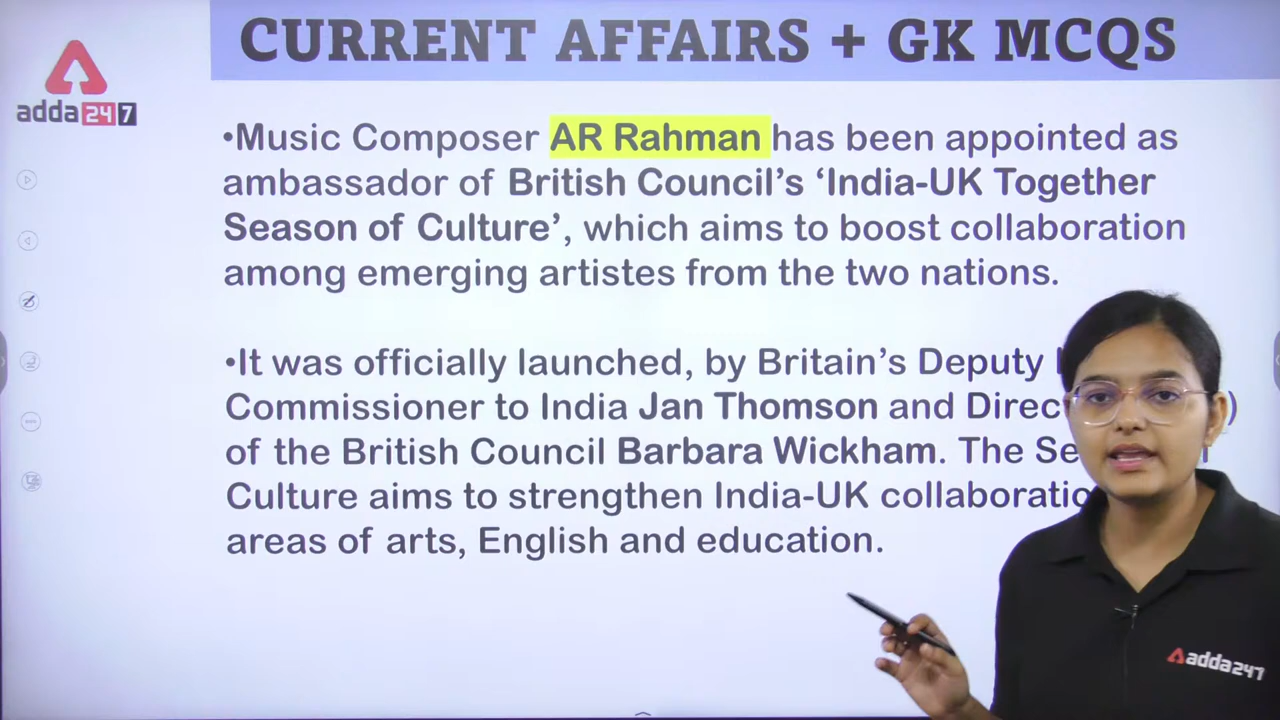 CURRENT AFFAIRS + GK MCQS
adda 24 7
•Music Composer AR Rahman has been appointed as
ambassador of British Council's 'India-UK Together
Season of Culture', which aims to boost collaboration
among emerging artistes from the two nations.
•It was officially launched, by Britain's Deputy
Commissioner to India Jan Thomson and Direc )
of the British Council Barbara Wickham. The Se
Culture aims to strengthen India-UK collaboratio
areas of arts, English and education.
adda247